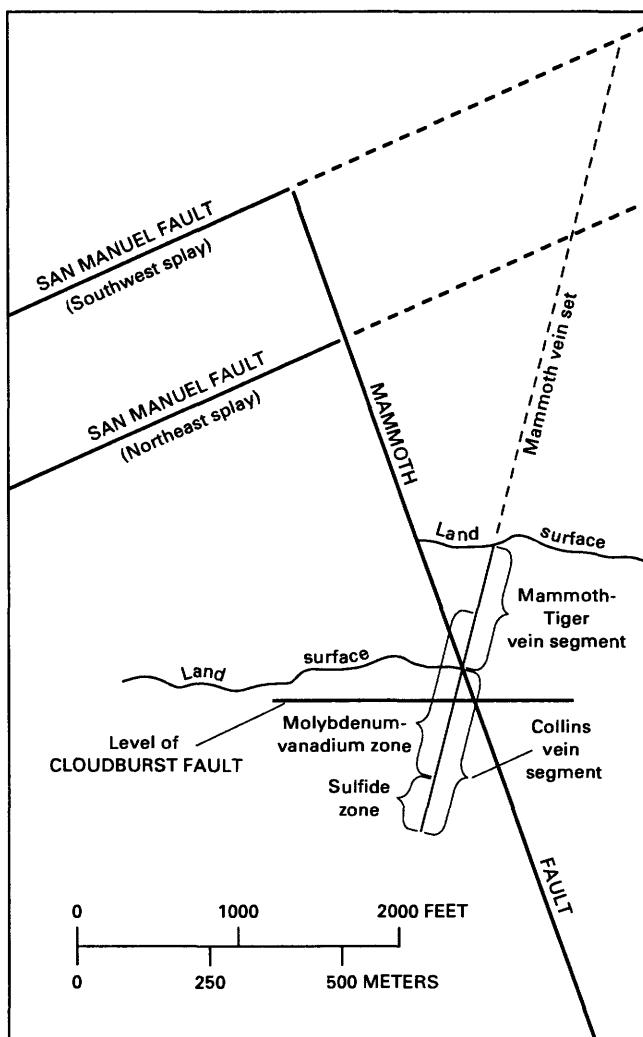 SAN MANUEL FAULT
(Southwest splay)
SAN MANUEL FAULT
(Northeast splay)
MAMMOTH
Mammoth vein set
Land surface
Mammoth-
Tiger
vein segment
Land surface
Level of
CLOUDBURST FAULT
Molybdenum-
vanadium zone
Collins
vein
segment
Sulfide
zone
FAULT
0 1000 2000 FEET
0 250 500 METERS